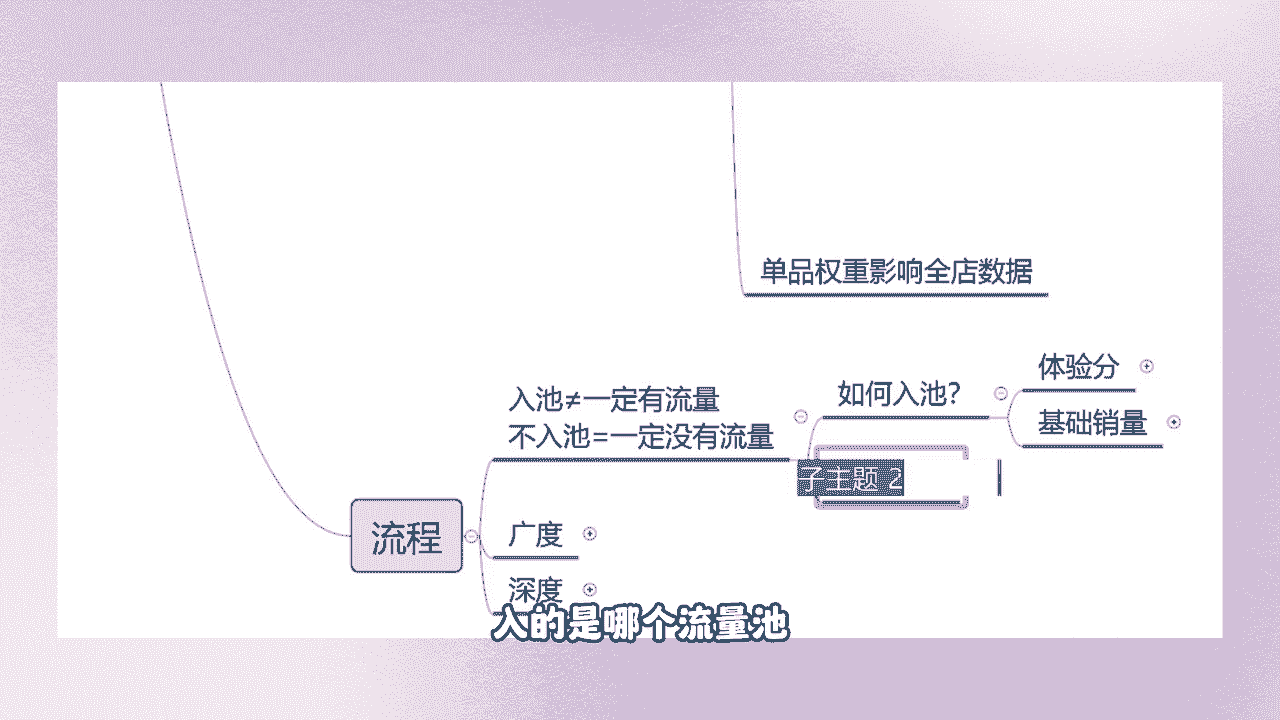 单品权重影响全店数据
体验分
如何入池?
入池≠一定有流量
基础销量
不入池=一定没有流量
子主题 2
流程
广度
深度
入的是哪个流量池